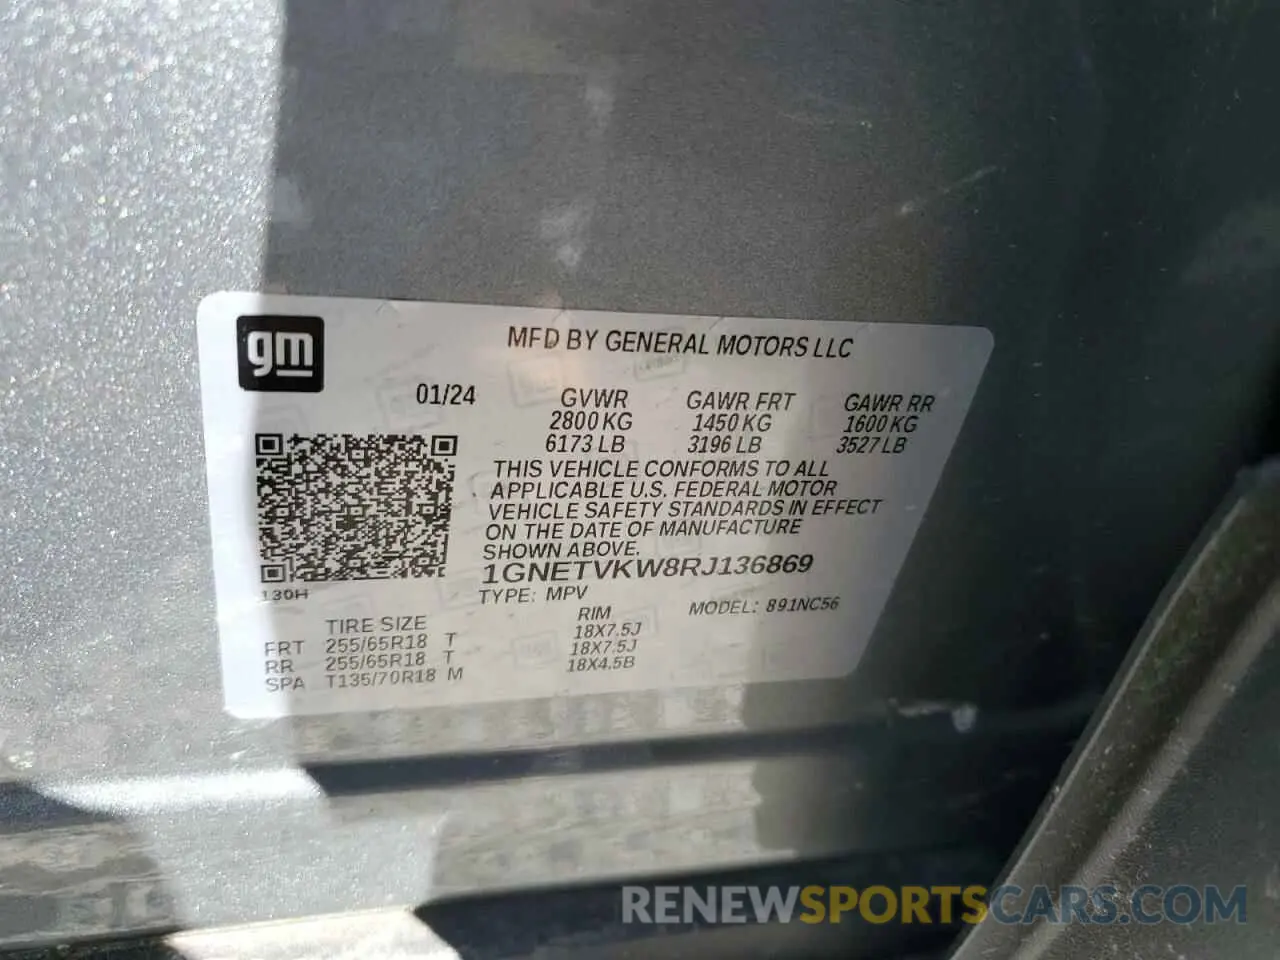 gm
MFD BY GENERAL MOTORS LLC
01/24 GVWR GAWR FRT GAWR RR
2800 KG 1450 KG 1600 KG
6173 LB 3196 LB 3527 LB
THIS VEHICLE CONFORMS TO ALL
APPLICABLE U.S. FEDERAL MOTOR
VEHICLE SAFETY STANDARDS IN EFFECT
ON THE DATE OF MANUFACTURE
SHOWN ABOVE.
1GNETVKW8RJ136869
130H TYPE: MPV MODEL: 891NC56
TIRE SIZE RIM
FRT 255/65R18 T 18X7.5J
RR 255/65R18 T 18X7.5J
SPA T135/70R18 M 18X4.5B
RENEWSPORTSCARS.COM